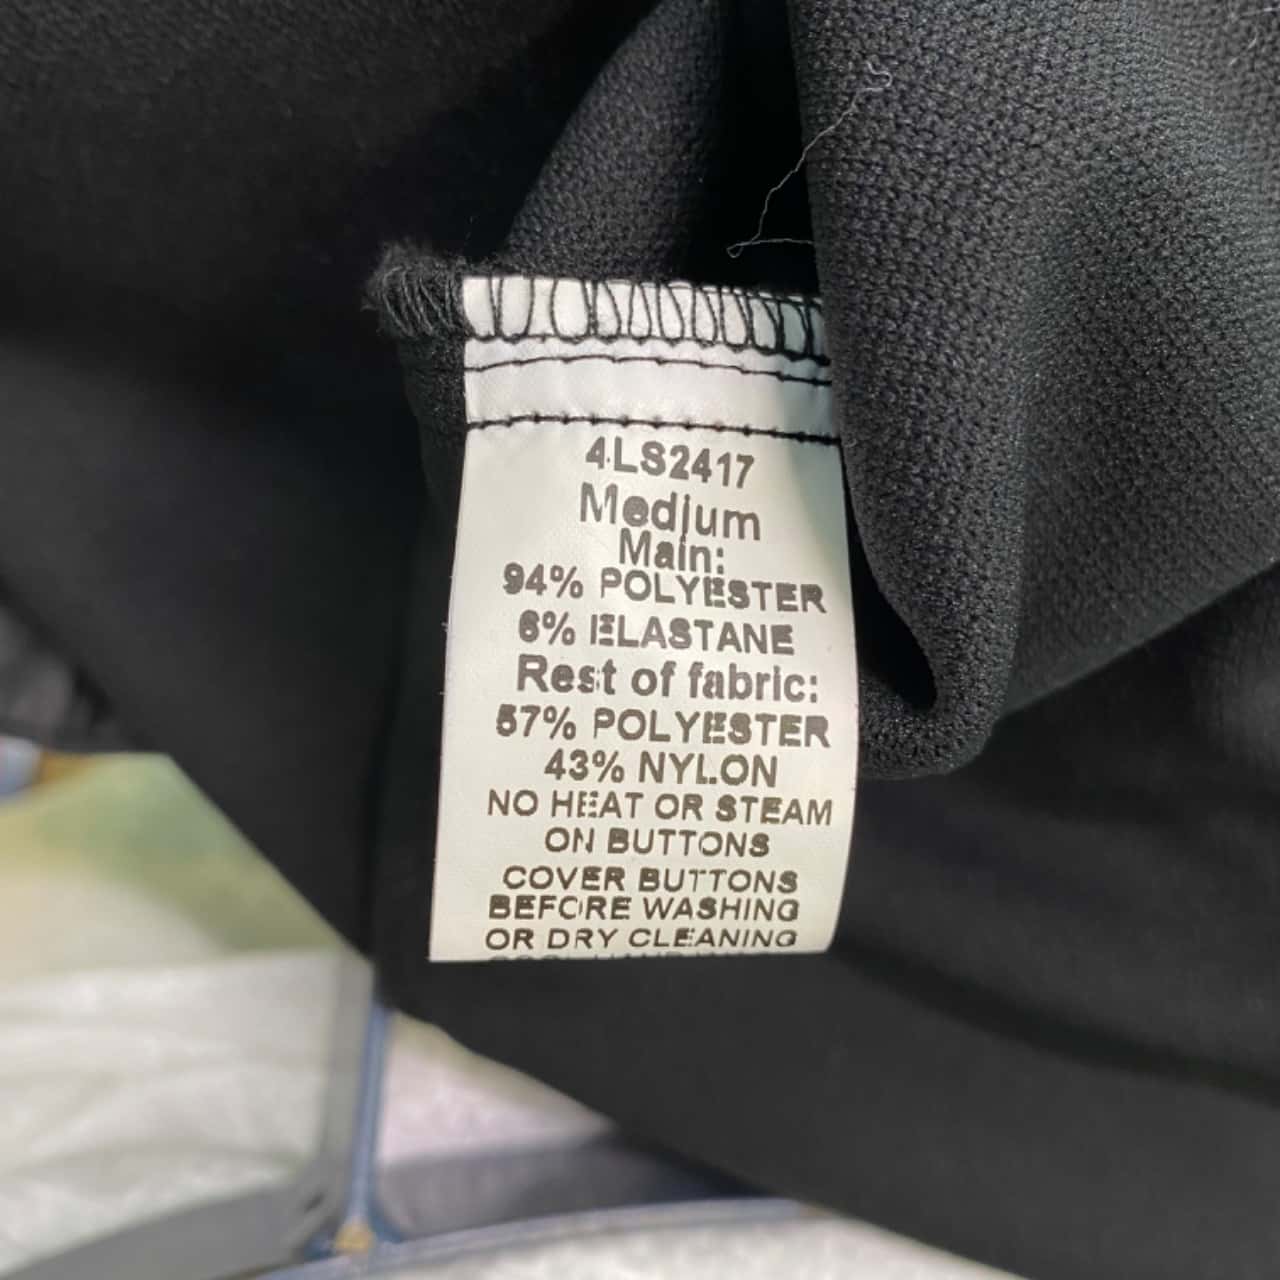 4LS2417
Medium
Main:
94% POLYESTER
6% ELASTANE
Rest of fabric:
57% POLYESTER
43% NYLON
NO HEAT OR STEAM
ON BUTTONS
COVER BUTTONS
BEFORE WASHING
OR DRY CLEANING